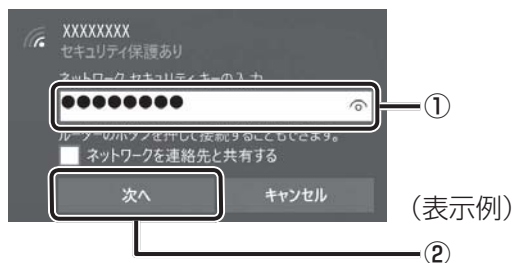 XXXXXXXX
セキュリティ保護あり
ネットワーク セキュリティ キーの入力
●●●●●●●●
①
ルーターのボタンを押して接続することもできます。
ネットワークを連絡先と共有する
次へ
キャンセル
(表示例)
②